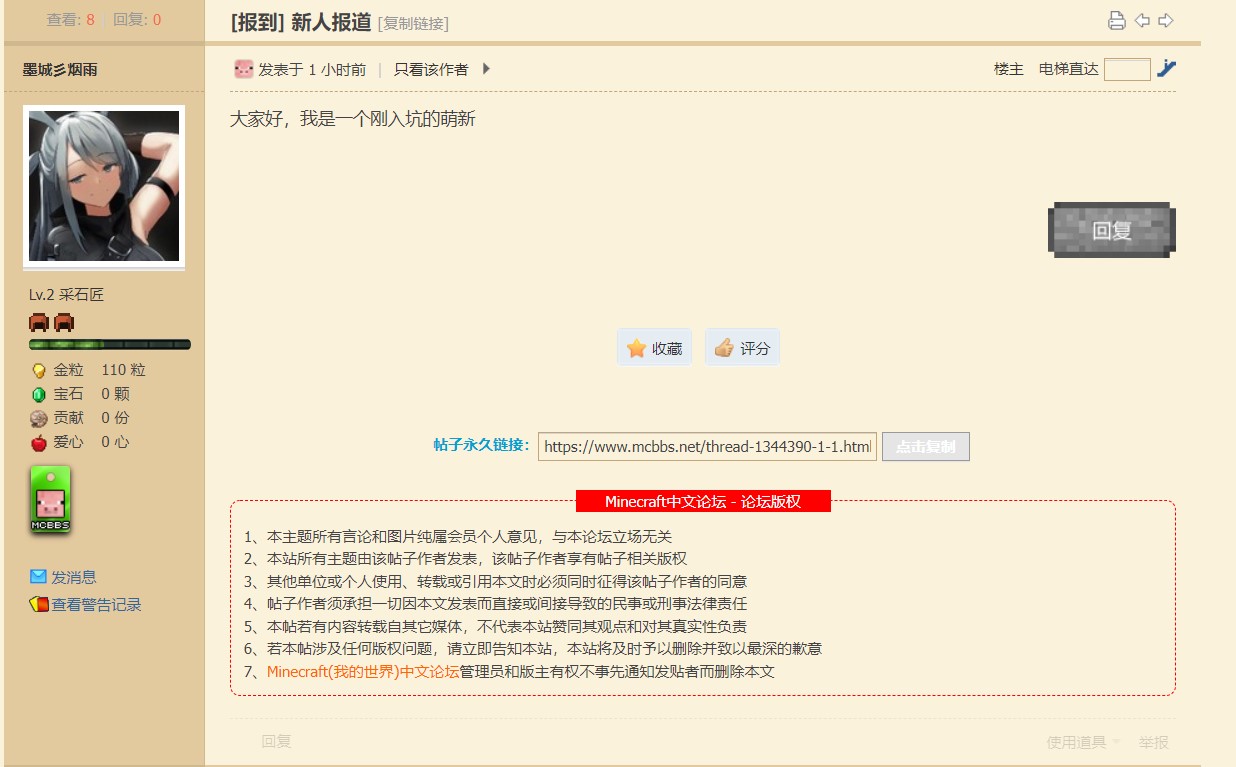 查看: 8 | 回复: 0
[报到] 新人报道 [复制链接]
墨城彡烟雨
发表于 1 小时前 | 只看该作者
楼主 电梯直达
大家好，我是一个刚入坑的萌新
回复
Lv.2 采石匠
金粒 110 粒
宝石 0 颗
贡献 0 份
爱心 0 心
MCBBS
发消息
查看警告记录
收藏 评分
帖子永久链接: https://www.mcbbs.net/thread-1344390-1-1.html 点击复制
Minecraft中文论坛 - 论坛版权
1、本主题所有言论和图片纯属会员个人意见，与本论坛立场无关
2、本站所有主题由该帖子作者发表，该帖子作者享有帖子相关版权
3、其他单位或个人使用、转载或引用本文时必须同时征得该帖子作者的同意
4、帖子作者须承担一切因本文发表而直接或间接导致的民事或刑事法律责任
5、本帖若有内容转载自其它媒体，不代表本站赞同其观点和对其真实性负责
6、若本帖涉及任何版权问题，请立即告知本站，本站将及时予以删除并致以最深的歉意
7、Minecraft(我的世界)中文论坛管理员和版主有权不事先通知发贴者而删除本文
回复
使用道具 举报